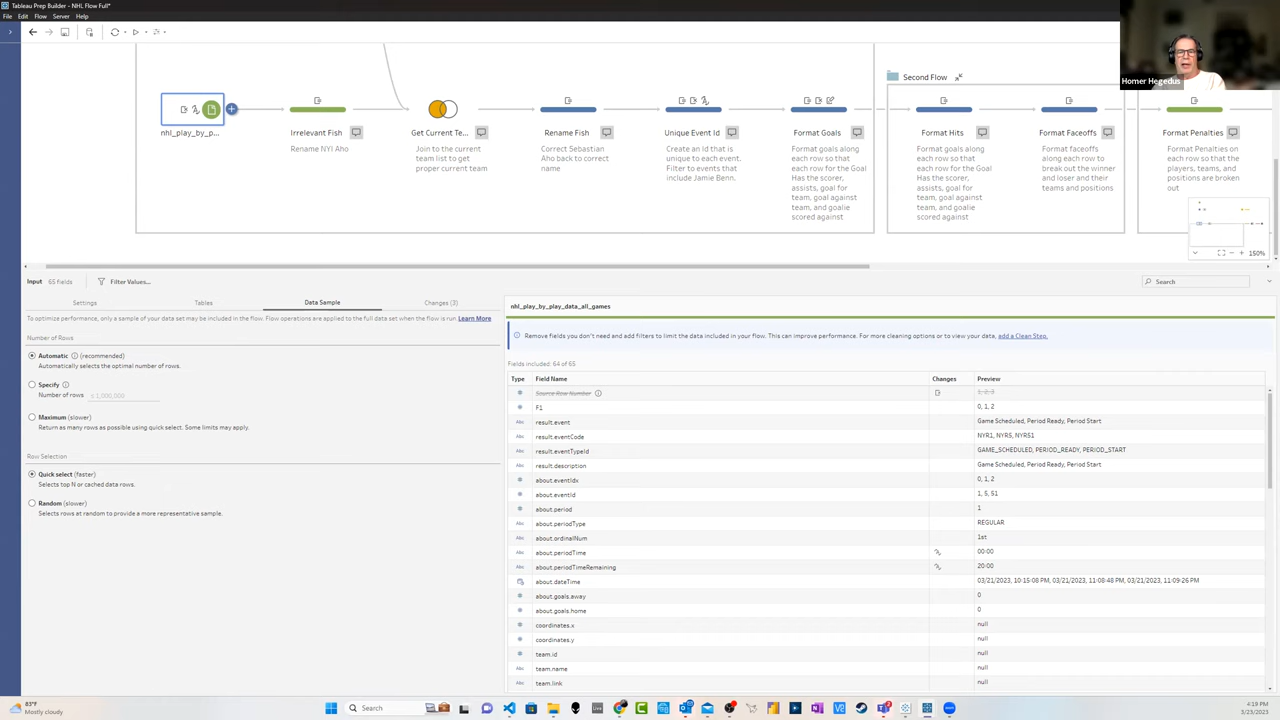 Tableau Prep Builder - NHL Flow Full*
File Edit Flow Server Help
Homer Hegedus
Second Flow
nhl_play_by_p...
Irrelevant Fish
Rename NYI Aho
Get Current Te...
Join to the current
team list to get
proper current team
Rename Fish
Correct Sebastian
Aho back to correct
name
Unique Event Id
Create an Id that is
unique to each event.
Filter to events that
include Jamie Benn.
Format Goals
Format goals along
each row so that
each row for the Goal
Has the scorer,
assists, goal for
team, goal against
team, and goalie
scored against
Format Hits
Format goals along
each row so that
each row for the Goal
Has the scorer,
assists, goal for
team, goal against
team, and goalie
scored against
Format Faceoffs
Format faceoffs
along each row to
break out the winner
and loser and their
teams and positions
Format Penalties
Format Penalties on
each row so that the
players, teams, and
positions are broken
out
150%
Input 65 fields Filter Values...
Search
Settings Tables Data Sample Changes (3)
To optimize performance, only a sample of your data set may be included in the flow. Flow operations are applied to the full data set when the flow is run Learn More
Number of Rows
Automatic (recommended)
Automatically selects the optimal number of rows.
Specify
Number of rows ≤ 1,000,000
Maximum (slower)
Return as many rows as possible using quick select. Some limits may apply.
Row Selection
Quick select (faster)
Selects top N or cached data rows.
Random (slower)
Selects rows at random to provide a more representative sample.
nhl_play_by_play_data_all_games
Remove fields you don't need and add filters to limit the data included in your flow. This can improve performance. For more cleaning options or to view your data, add a Clean Step.
Fields included: 64 of 65
Type Field Name Changes Preview
Source Row Number 1, 2, 3
F1 0, 1, 2
Abc result.event Game Scheduled, Period Ready, Period Start
Abc result.eventCode NYR1, NYR5, NYR51
Abc result.eventTypeId GAME_SCHEDULED, PERIOD_READY, PERIOD_START
Abc result.description Game Scheduled, Period Ready, Period Start
about.eventIdx 0, 1, 2
about.eventId 1, 5, 51
about.period 1
Abc about.periodType REGULAR
Abc about.ordinalNum 1st
Abc about.periodTime 00:00
Abc about.periodTimeRemaining 20:00
about.dateTime 03/21/2023, 10:15:08 PM, 03/21/2023, 11:08:48 PM, 03/21/2023, 11:09:26 PM
about.goals.away 0
about.goals.home 0
coordinates.x null
coordinates.y null
team.id null
Abc team.name null
Abc team.link null
83°F
Mostly cloudy
Search
4:19 PM
5/23/2023